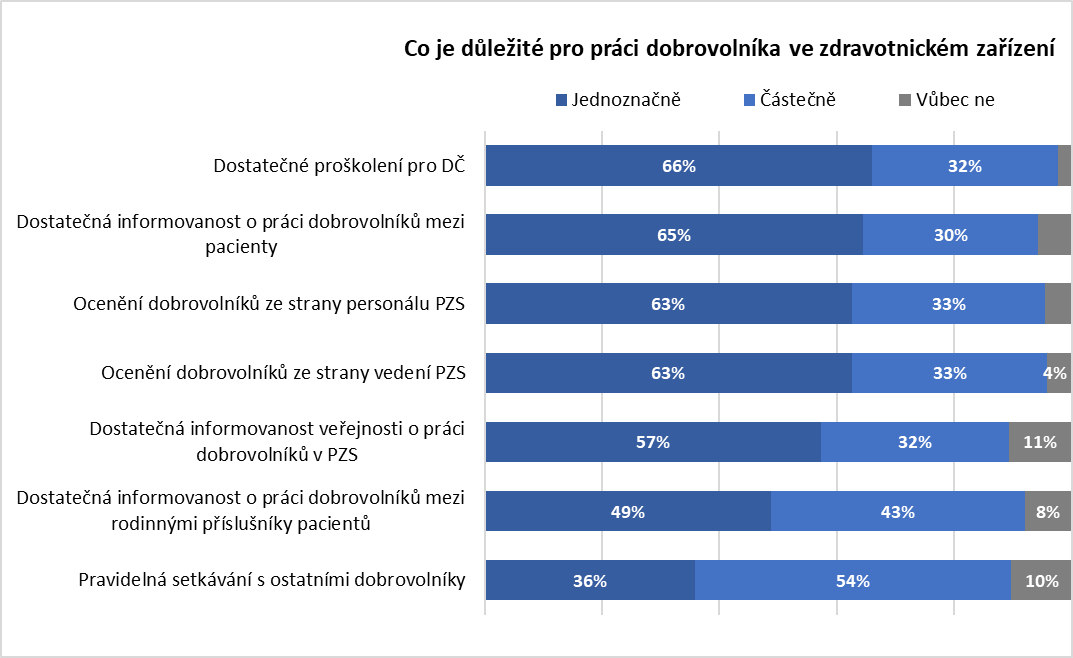 Co je důležité pro práci dobrovolníka ve zdravotnickém zařízení
Jednoznačně Částečně Vůbec ne
Dostatečné proškolení pro DČ 66% 32%
Dostatečná informovanost o práci dobrovolníků mezi
pacienty 65% 30%
Ocenění dobrovolníků ze strany personálu PZS 63% 33%
Ocenění dobrovolníků ze strany vedení PZS 63% 33% 4%
Dostatečná informovanost veřejnosti o práci
dobrovolníků v PZS 57% 32% 11%
Dostatečná informovanost o práci dobrovolníků mezi
rodinnými příslušníky pacientů 49% 43% 8%
Pravidelná setkávání s ostatními dobrovolníky 36% 54% 10%